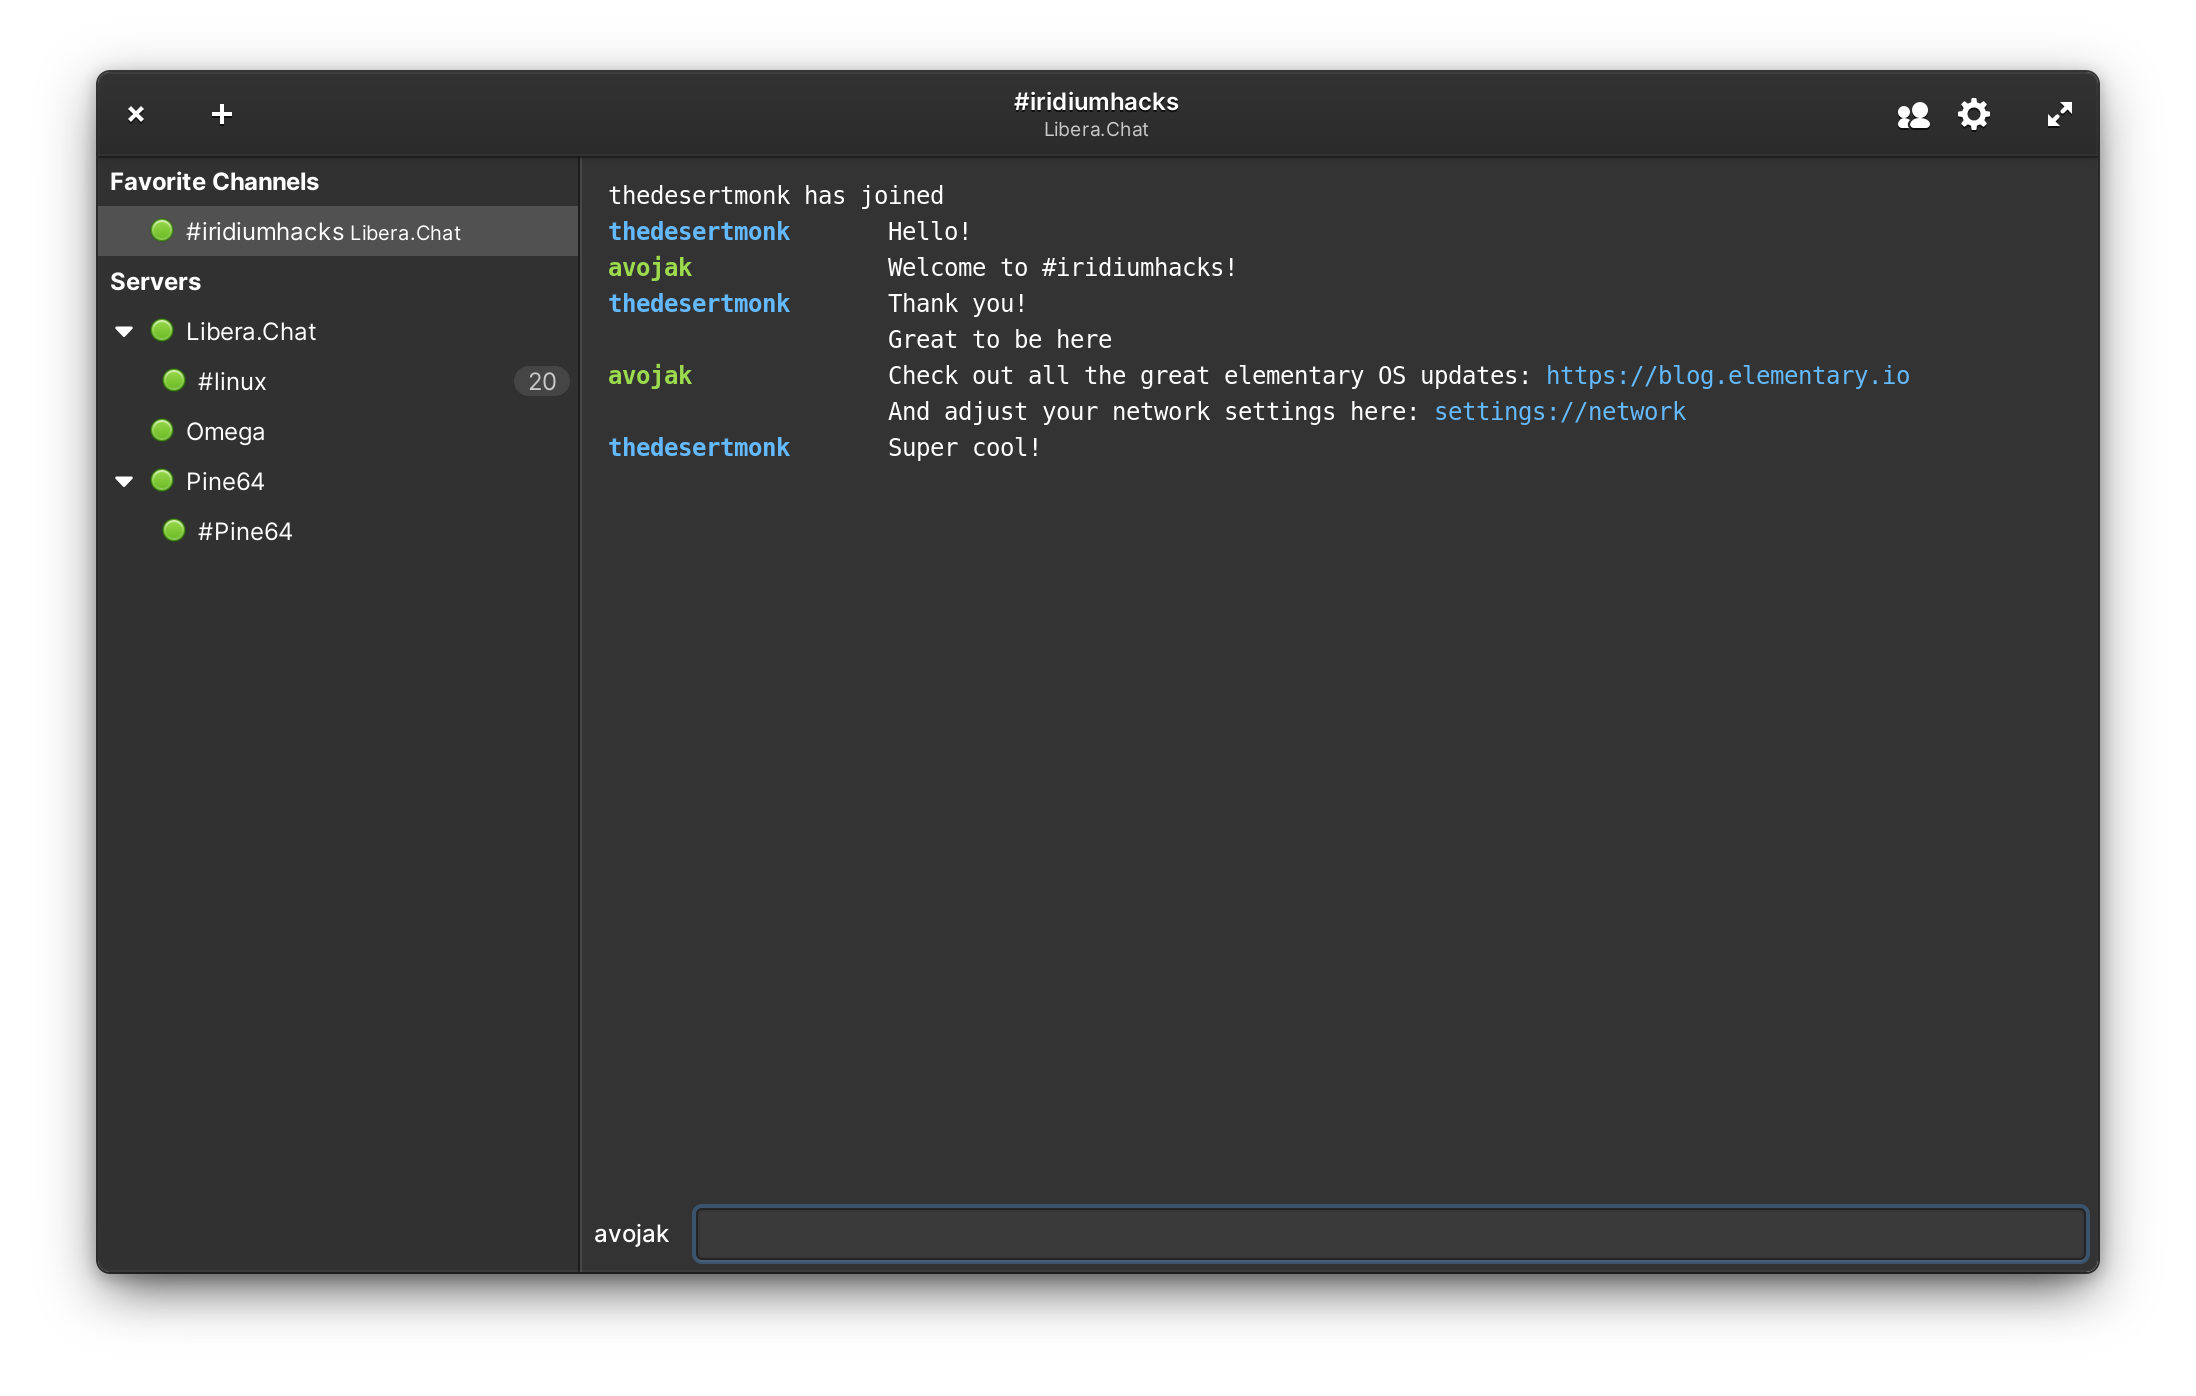 #iridiumhacks
Libera.Chat
Favorite Channels
#iridiumhacks Libera.Chat
Servers
Libera.Chat
#linux 20
Omega
Pine64
#Pine64
thedesertmonk has joined
thedesertmonk Hello!
avojak Welcome to #iridiumhacks!
thedesertmonk Thank you!
Great to be here
avojak Check out all the great elementary OS updates: https://blog.elementary.io
And adjust your network settings here: settings://network
thedesertmonk Super cool!
avojak